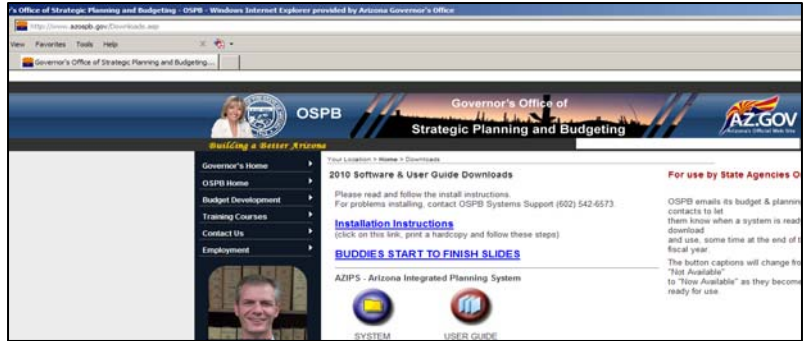 's Office of Strategic Planning and Budgeting - OSPB - Windows Internet Explorer provided by Arizona Governor's Office
http://www.azospb.gov/Downloads.asp
View Favorites Tools Help
Governor's Office of Strategic Planning and Budgeting...
OSPB
Governor's Office of
Strategic Planning and Budgeting
AZ.GOV
Arizona's Official Web Site
Building a Better Arizona
Governor's Home
OSPB Home
Budget Development
Training Courses
Contact Us
Employment
Your Location > Home > Downloads
2010 Software & User Guide Downloads
Please read and follow the install instructions.
For problems installing, contact OSPB Systems Support (602) 542-6573.
Installation Instructions
(click on this link, print a hardcopy and follow these steps)
BUDDIES START TO FINISH SLIDES
AZIPS - Arizona Integrated Planning System
SYSTEM
USER GUIDE
For use by State Agencies O
OSPB emails its budget & plannin
contacts to let
them know when a system is read
download
and use, some time at the end of t
fiscal year.
The button captions will change fro
"Not Available"
to "Now Available" as they become
ready for use.